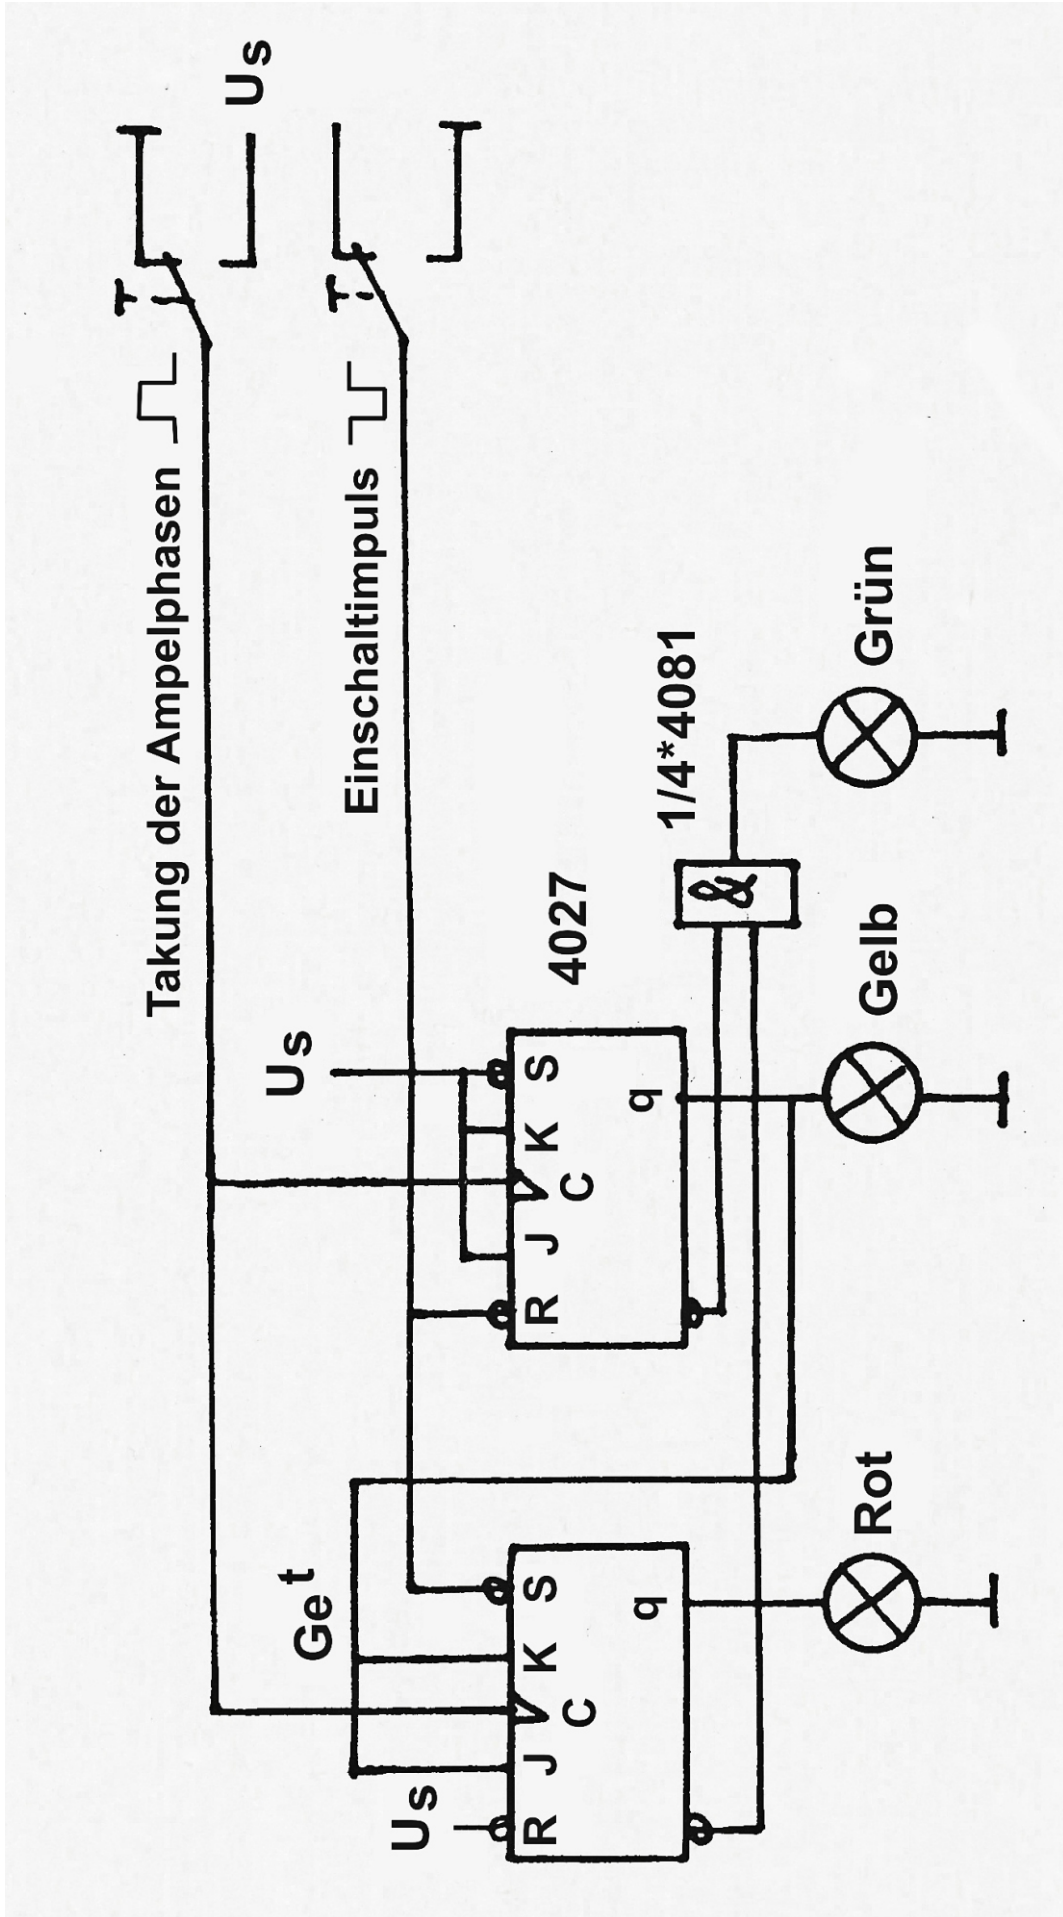 Takung der Ampelphasen
Us
Einschaltimpuls
Us
4027
1/4*4081
Ge^t
Us
R J C K S
q
R J C K S
q
&
Rot
Gelb
Grün